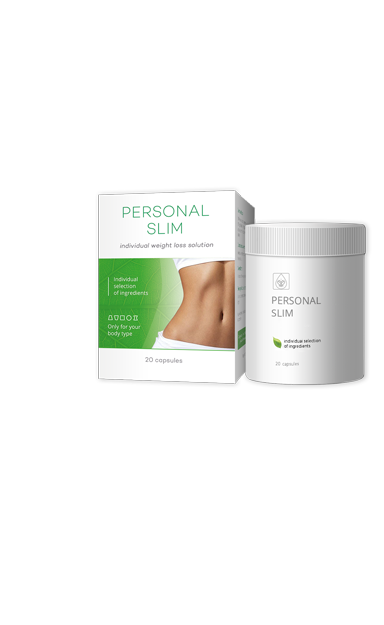 PERSONAL
SLIM
individual weight loss solution
individual
selection
of ingredients
Only for your
body type
20 capsules
PERSONAL
SLIM
individual selection
of ingredients
20 capsules